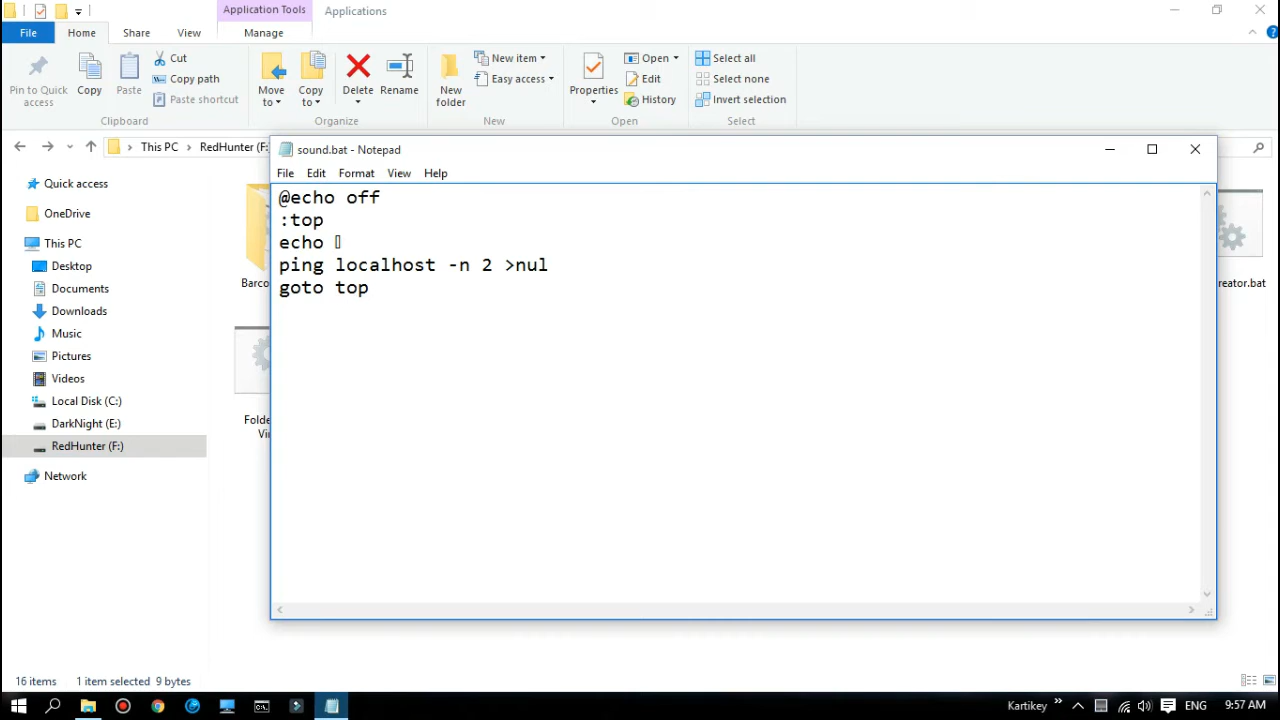 Application Tools Applications
File Home Share View Manage
Pin to Quick access
Copy
Paste
Cut
Copy path
Paste shortcut
Clipboard
Move to
Copy to
Delete
Rename
Organize
New folder
New item
Easy access
New
Properties
Open
Edit
History
Open
Select all
Select none
Invert selection
Select
This PC RedHunter (F:
sound.bat - Notepad
File Edit Format View Help
@echo off
:top
echo
ping localhost -n 2 >nul
goto top
Quick access
OneDrive
This PC
Desktop
Documents
Downloads
Music
Pictures
Videos
Local Disk (C:)
DarkNight (E:)
RedHunter (F:)
Network
Barco
Folde
Vi
reator.bat
16 items 1 item selected 9 bytes
Kartikey ENG 9:57 AM